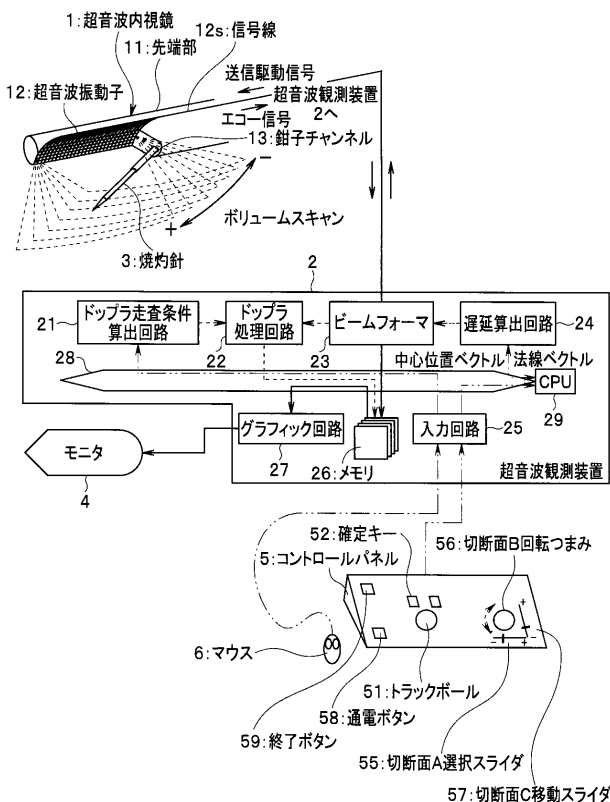 1:超音波内視鏡
12s:信号線
11:先端部
送信駆動信号
12:超音波振動子
超音波観測装置
2へ
エコー信号
13:鉗子チャンネル
−
+
ボリュームスキャン
3:焼灼針
2
ドップラ走査条件
算出回路
ドップラ
処理回路
ビームフォーマ
遅延算出回路
21
22
23
24
28
中心位置ベクトル
法線ベクトル
CPU
29
グラフィック回路
27
26:メモリ
入力回路
25
モニタ
4
超音波観測装置
52:確定キー
56:切断面B回転つまみ
5:コントロールパネル
+
−
−
+
6:マウス
51:トラックボール
58:通電ボタン
59:終了ボタン
55:切断面A選択スライダ
57:切断面C移動スライダ